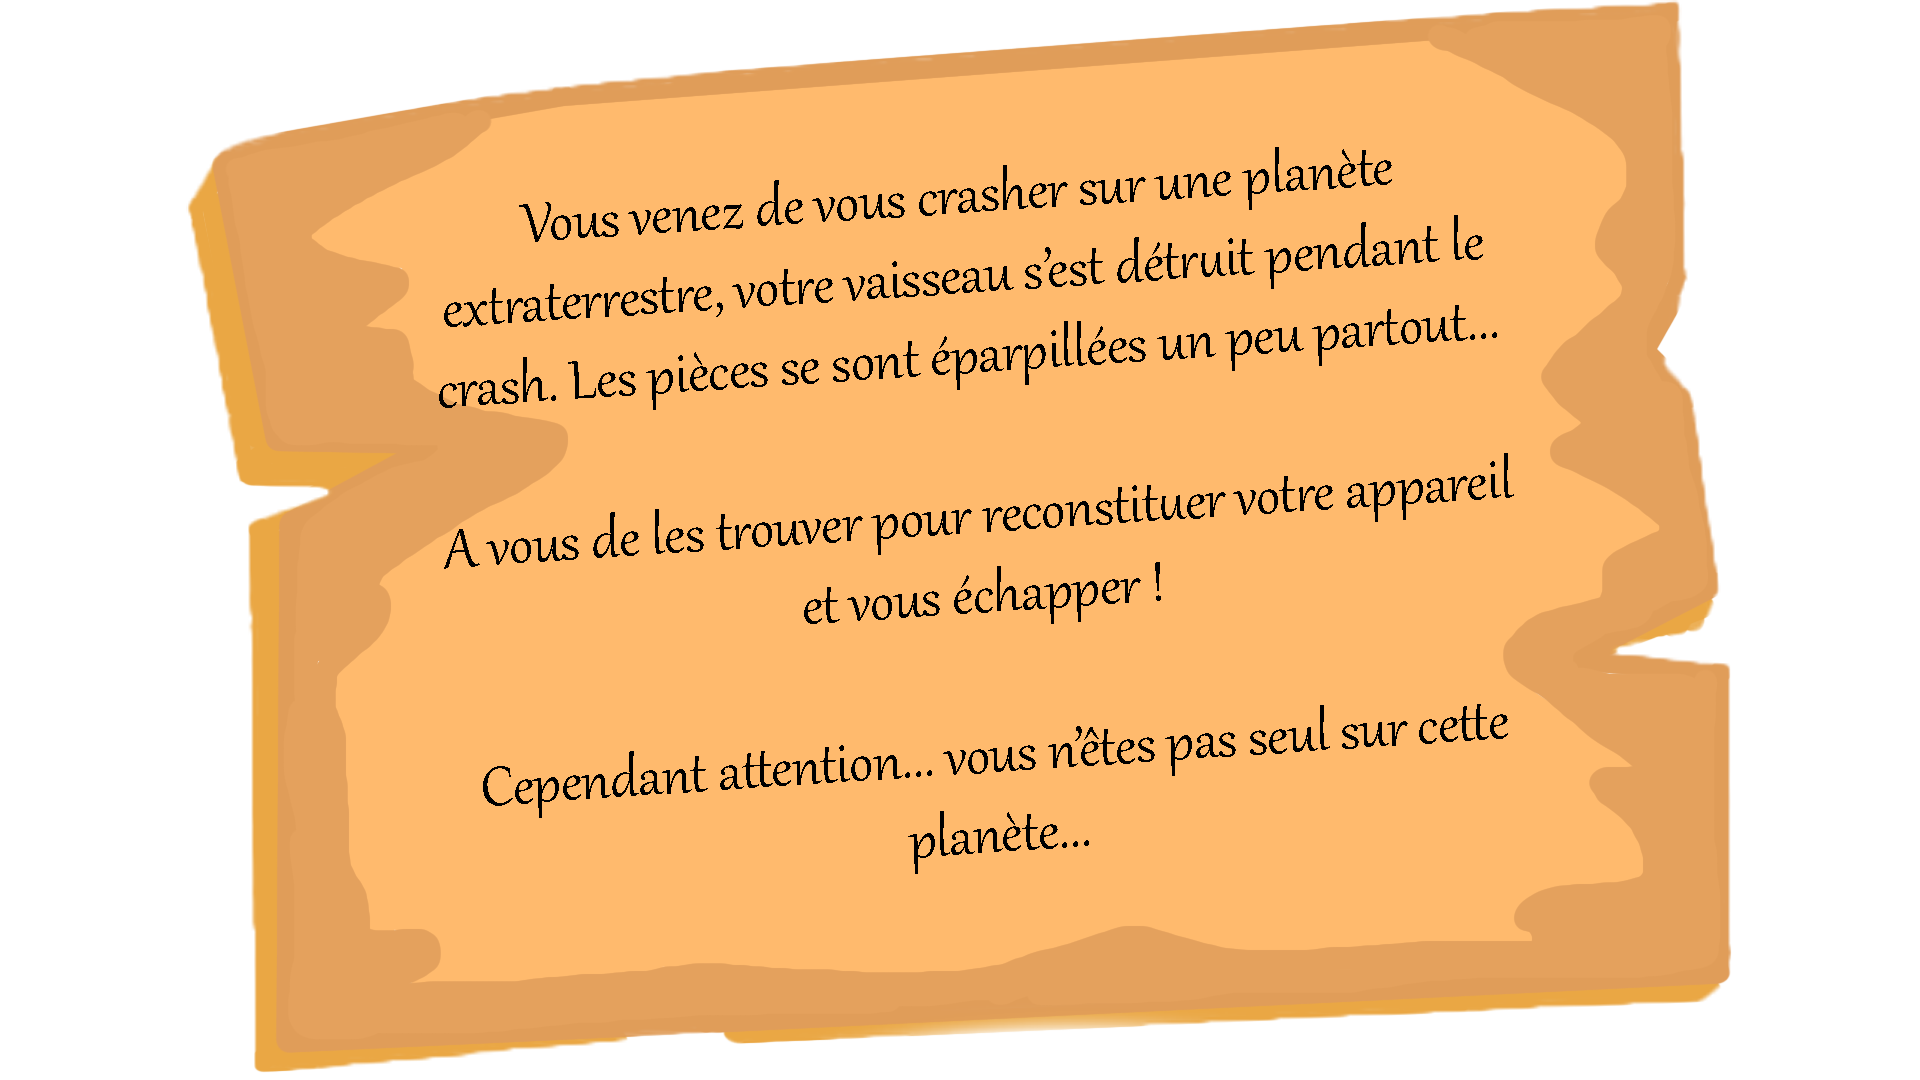 Vous venez de vous crasher sur une planète
extraterrestre, votre vaisseau s’est détruit pendant le
crash. Les pièces se sont éparpillées un peu partout...
A vous de les trouver pour reconstituer votre appareil
et vous échapper !
Cependant attention... vous n’êtes pas seul sur cette
planète...